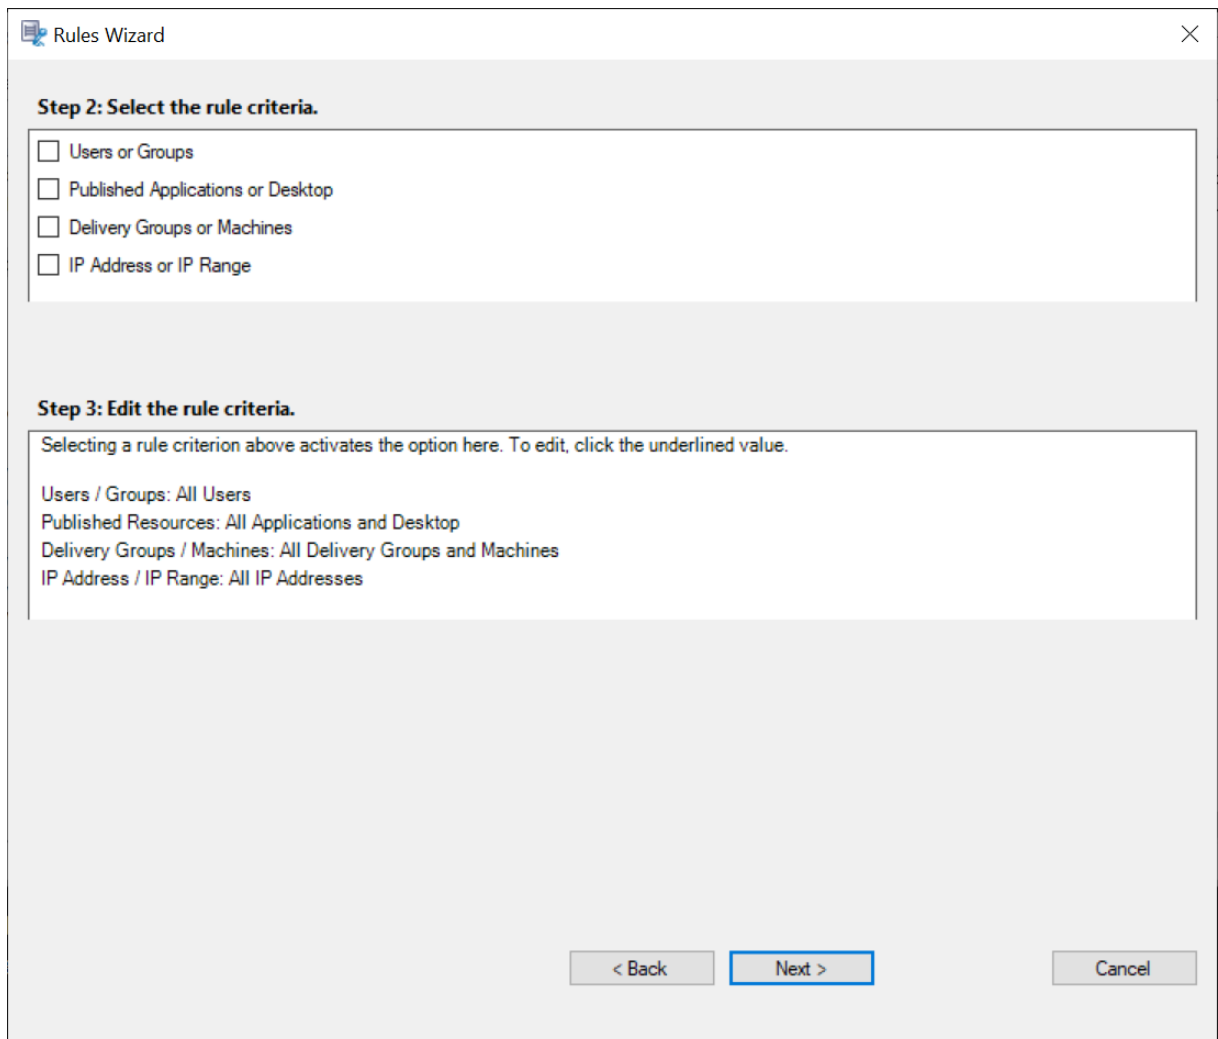 Rules Wizard
Step 2: Select the rule criteria.
Users or Groups
Published Applications or Desktop
Delivery Groups or Machines
IP Address or IP Range
Step 3: Edit the rule criteria.
Selecting a rule criterion above activates the option here. To edit, click the underlined value.
Users / Groups: All Users
Published Resources: All Applications and Desktop
Delivery Groups / Machines: All Delivery Groups and Machines
IP Address / IP Range: All IP Addresses
< Back Next > Cancel